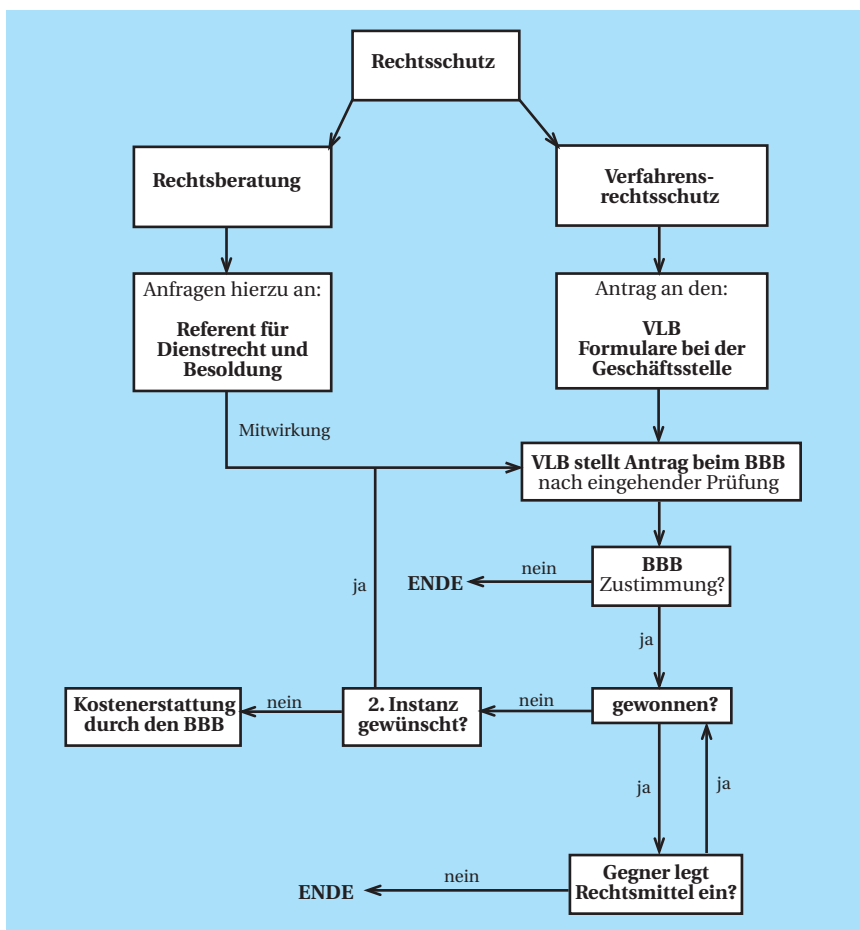 Rechtsschutz
Rechtsberatung
Verfahrens-
rechtsschutz
Anfragen hierzu an:
Referent für
Dienstrecht und
Besoldung
Antrag an den:
VLB
Formulare bei der
Geschäftsstelle
Mitwirkung
VLB stellt Antrag beim BBB
nach eingehender Prüfung
BBB
Zustimmung?
nein
ENDE
ja
ja
gewonnen?
nein
2. Instanz
gewünscht?
nein
Kostenerstattung
durch den BBB
ja
ja
Gegner legt
Rechtsmittel ein?
nein
ENDE